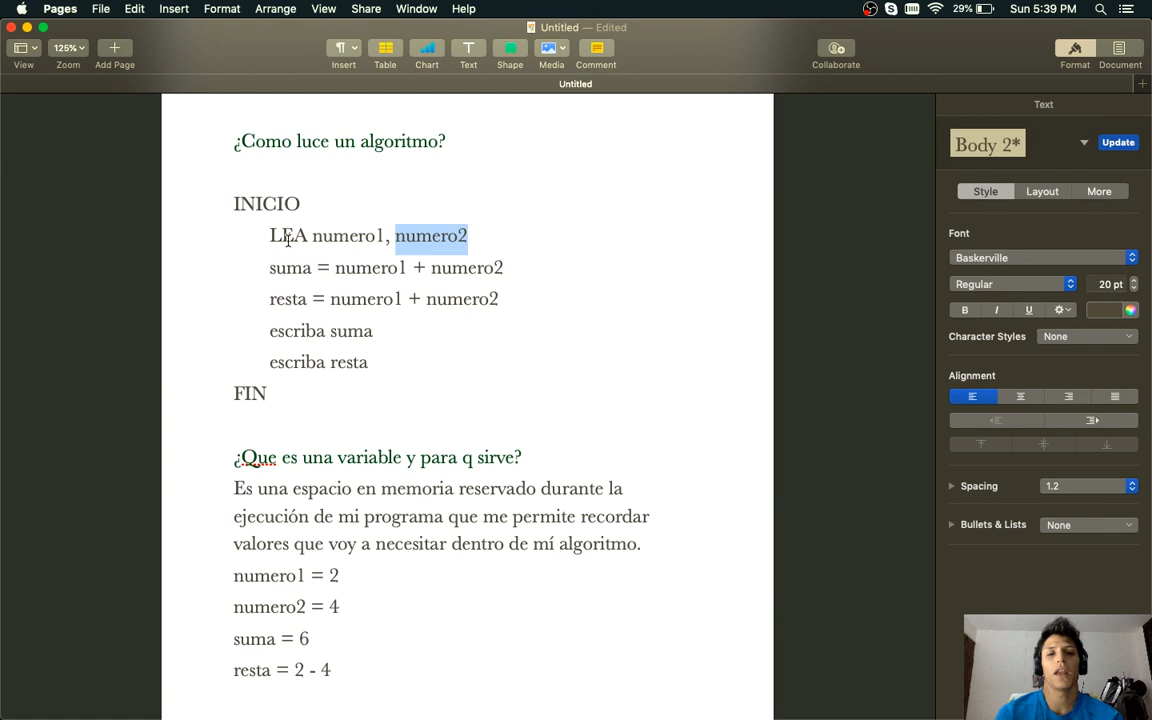 Pages File Edit Insert Format Arrange View Share Window Help 29% Sun 5:39 PM
Untitled — Edited
125%
View Zoom Add Page Insert Table Chart Text Shape Media Comment Collaborate Format Document
Untitled
Text
¿Como luce un algoritmo?
Body 2* Update
Style Layout More
INICIO
LEA numero1, numero2
Font
suma = numero1 + numero2
Baskerville
resta = numero1 + numero2
Regular 20 pt
B I U
escriba suma
Character Styles None
escriba resta
Alignment
FIN
¿Que es una variable y para q sirve?
Es una espacio en memoria reservado durante la
Spacing 1.2
ejecución de mi programa que me permite recordar
Bullets & Lists None
valores que voy a necesitar dentro de mí algoritmo.
numero1 = 2
numero2 = 4
suma = 6
resta = 2 - 4